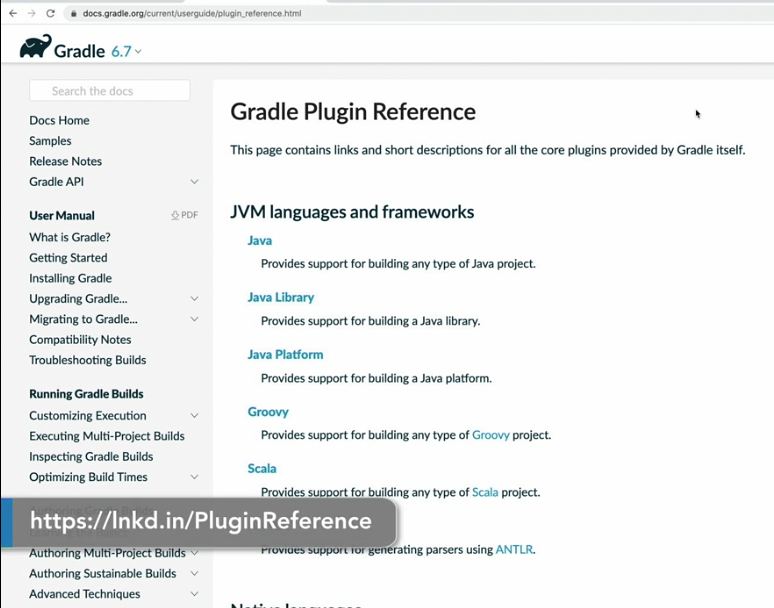 docs.gradle.org/current/userguide/plugin_reference.html
Gradle 6.7
Search the docs
Docs Home
Samples
Release Notes
Gradle API
User Manual
PDF
What is Gradle?
Getting Started
Installing Gradle
Upgrading Gradle...
Migrating to Gradle...
Compatibility Notes
Troubleshooting Builds
Running Gradle Builds
Customizing Execution
Executing Multi-Project Builds
Inspecting Gradle Builds
Optimizing Build Times
https://lnkd.in/PluginReference
Authoring Multi-Project Builds
Authoring Sustainable Builds
Advanced Techniques
Gradle Plugin Reference
This page contains links and short descriptions for all the core plugins provided by Gradle itself.
JVM languages and frameworks
Java
Provides support for building any type of Java project.
Java Library
Provides support for building a Java library.
Java Platform
Provides support for building a Java platform.
Groovy
Provides support for building any type of Groovy project.
Scala
Provides support for building any type of Scala project.
Provides support for generating parsers using ANTLR.